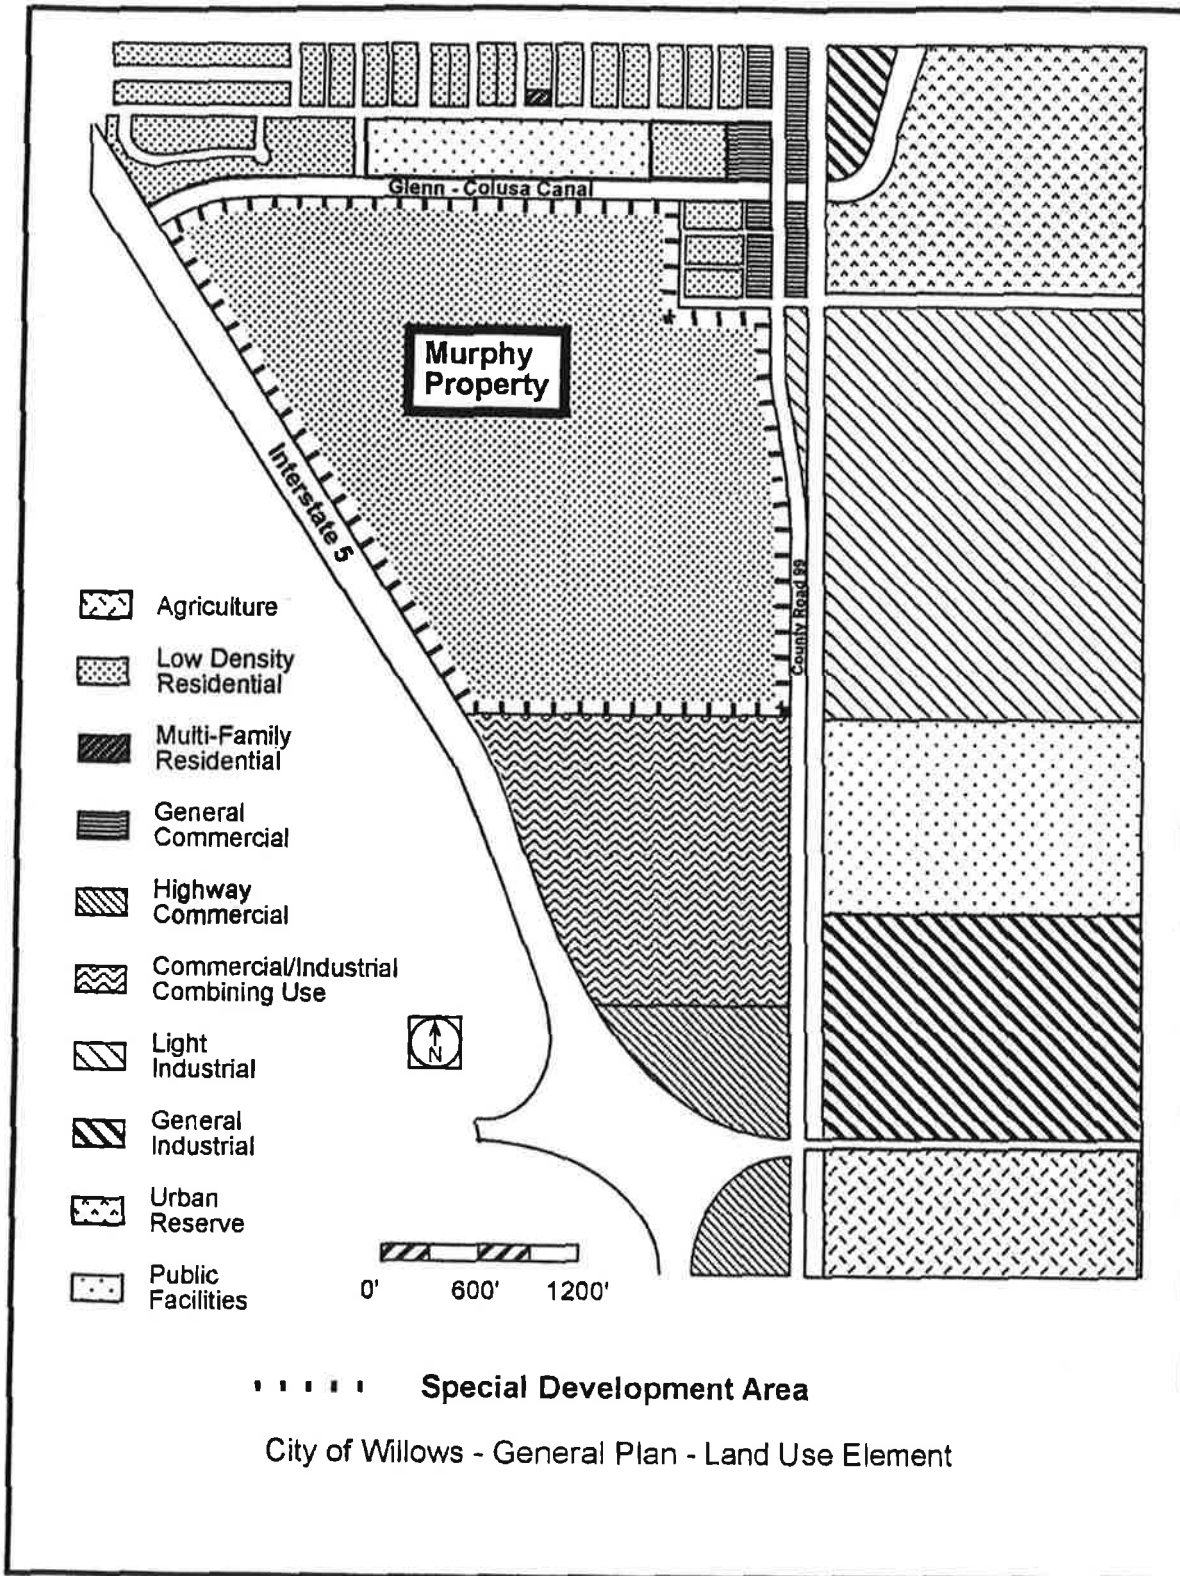 Glenn - Colusa Canal
Murphy
Property
Interstate 5
County Road 99
Agriculture
Low Density
Residential
Multi-Family
Residential
General
Commercial
Highway
Commercial
Commercial/Industrial
Combining Use
Light
Industrial
General
Industrial
Urban
Reserve
Public
Facilities
N
0' 600' 1200'
Special Development Area
City of Willows - General Plan - Land Use Element